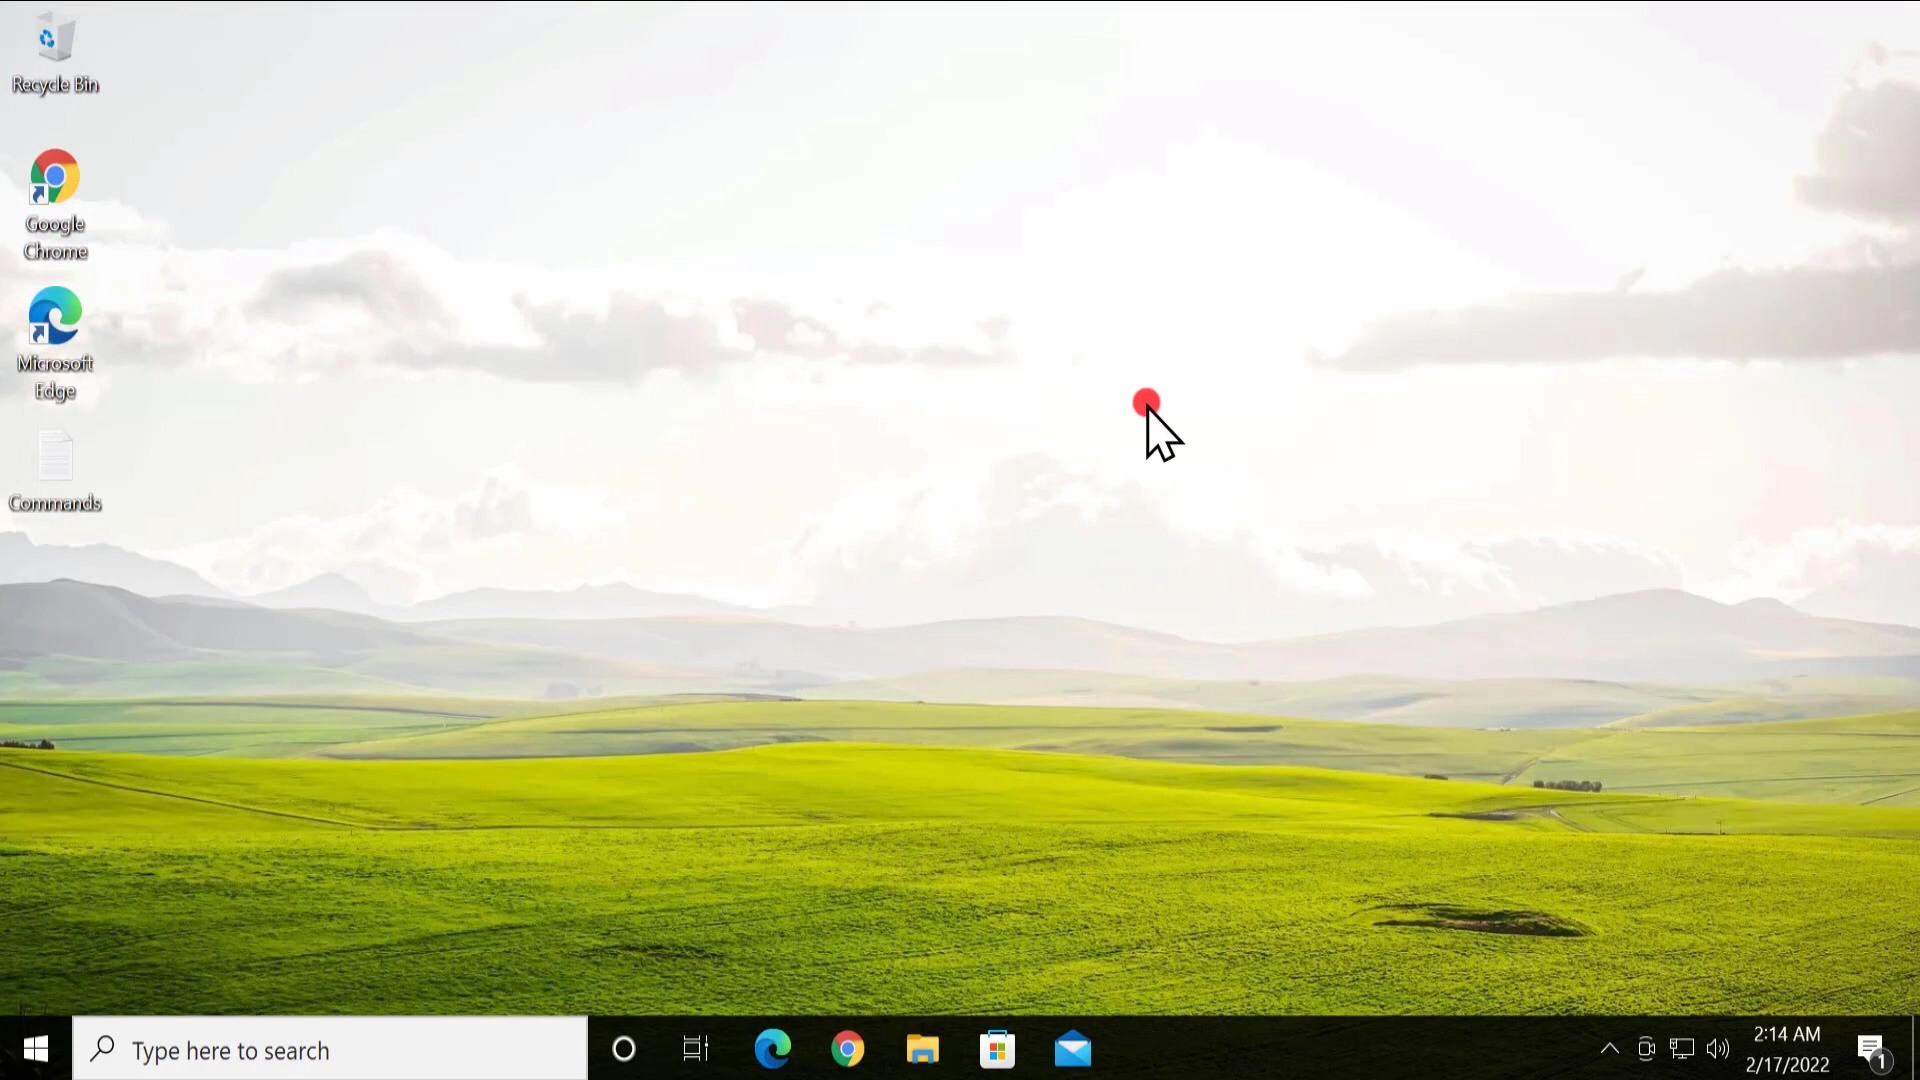 Recycle Bin
Google
Chrome
Microsoft
Edge
Commands
Type here to search
2:14 AM
2/17/2022
1